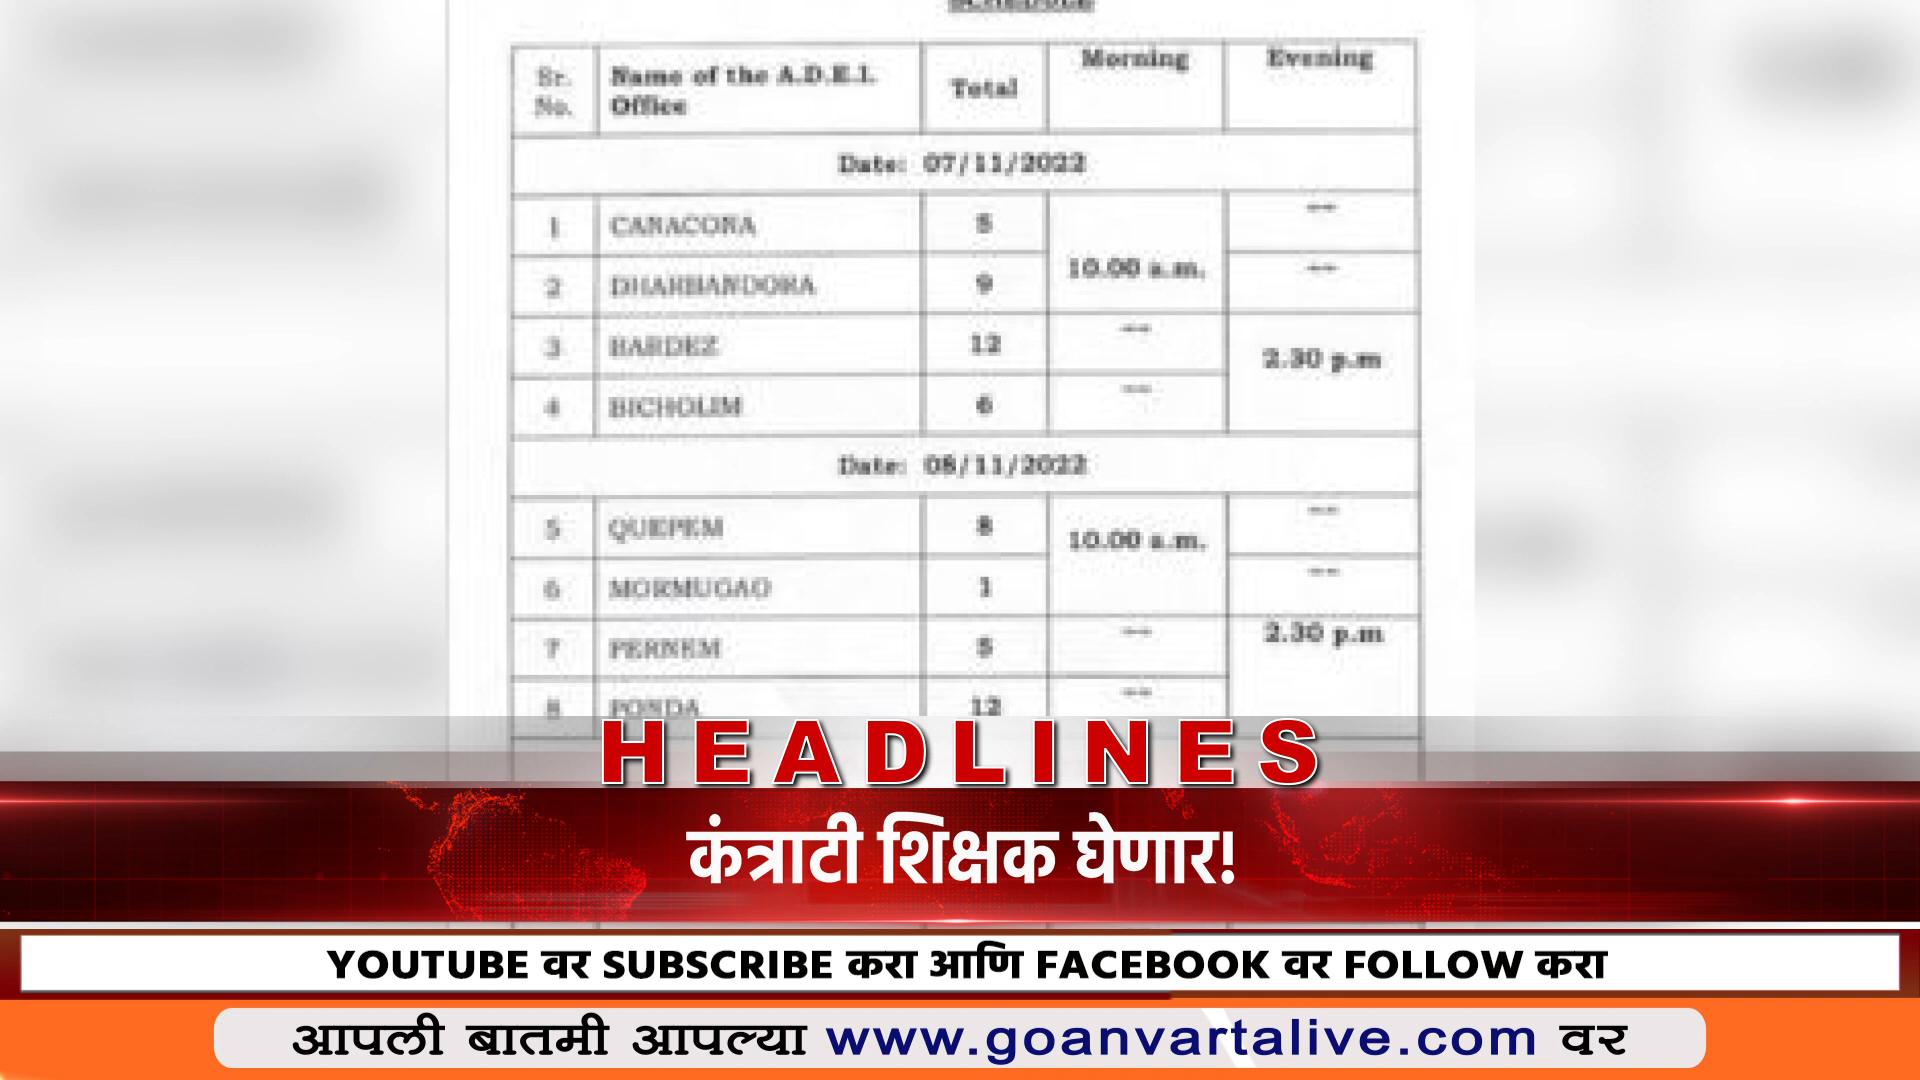 SCHEDULE
Sr. No. Name of the A.D.E.I. Office Total Morning Evening
Date: 07/11/2022
1 CANACONA 5 10.00 a.m. --
2 DHARBANDORA 9 --
3 BARDEZ 12 -- 2.30 p.m
4 BICHOLIM 6 --
Date: 08/11/2022
5 QUEPEM 8 10.00 a.m. --
6 MORMUGAO 1 --
7 PERNEM 5 -- 2.30 p.m
8 PONDA 12 --
HEADLINES
कंत्राटी शिक्षक घेणार!
YOUTUBE वर SUBSCRIBE करा आणि FACEBOOK वर FOLLOW करा
आपली बातमी आपल्या www.goanvartalive.com वर